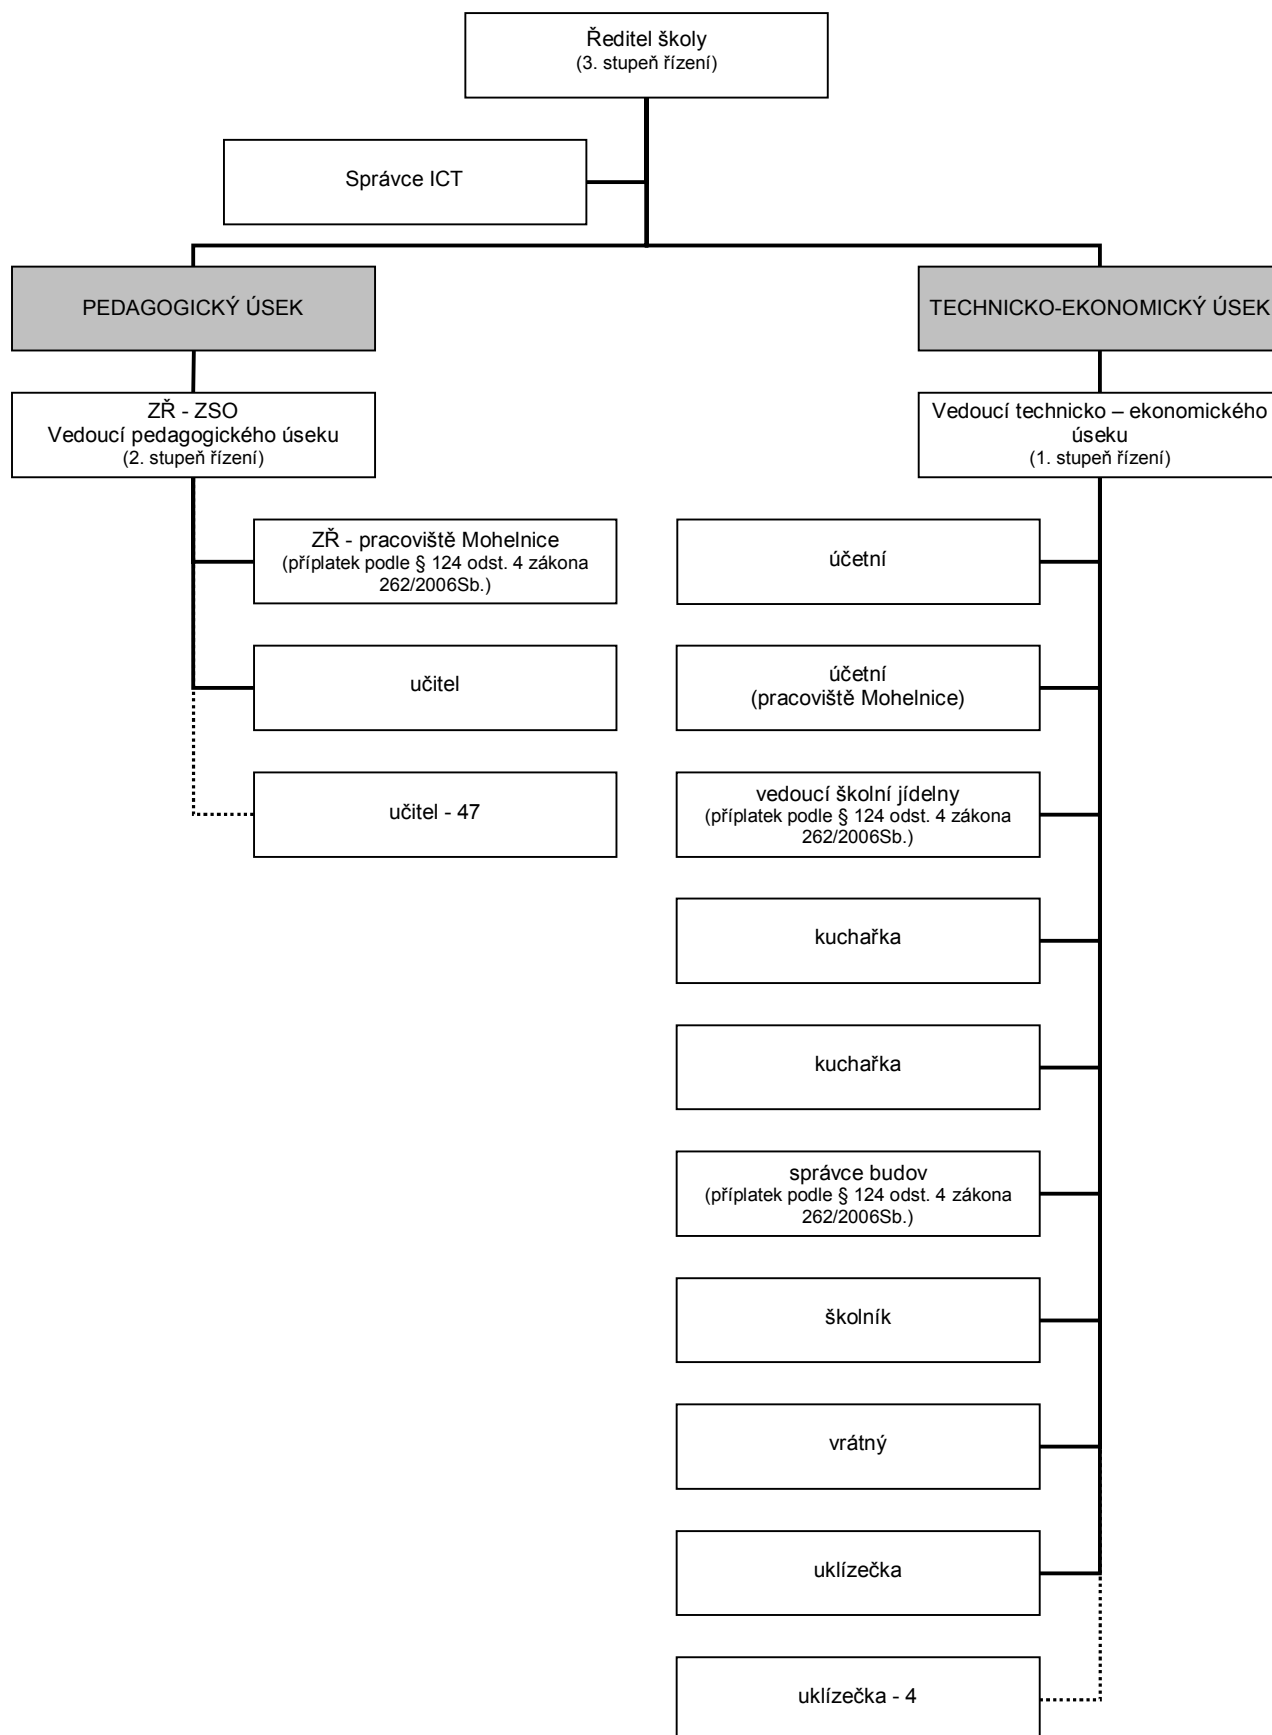 Ředitel školy
(3. stupeň řízení)
Správce ICT
PEDAGOGICKÝ ÚSEK
TECHNICKO-EKONOMICKÝ ÚSEK
ZŘ - ZSO
Vedoucí pedagogického úseku
(2. stupeň řízení)
Vedoucí technicko – ekonomického
úseku
(1. stupeň řízení)
ZŘ - pracoviště Mohelnice
(příplatek podle § 124 odst. 4 zákona
262/2006Sb.)
učitel
učitel - 47
účetní
účetní
(pracoviště Mohelnice)
vedoucí školní jídelny
(příplatek podle § 124 odst. 4 zákona
262/2006Sb.)
kuchařka
kuchařka
správce budov
(příplatek podle § 124 odst. 4 zákona
262/2006Sb.)
školník
vrátný
uklízečka
uklízečka - 4